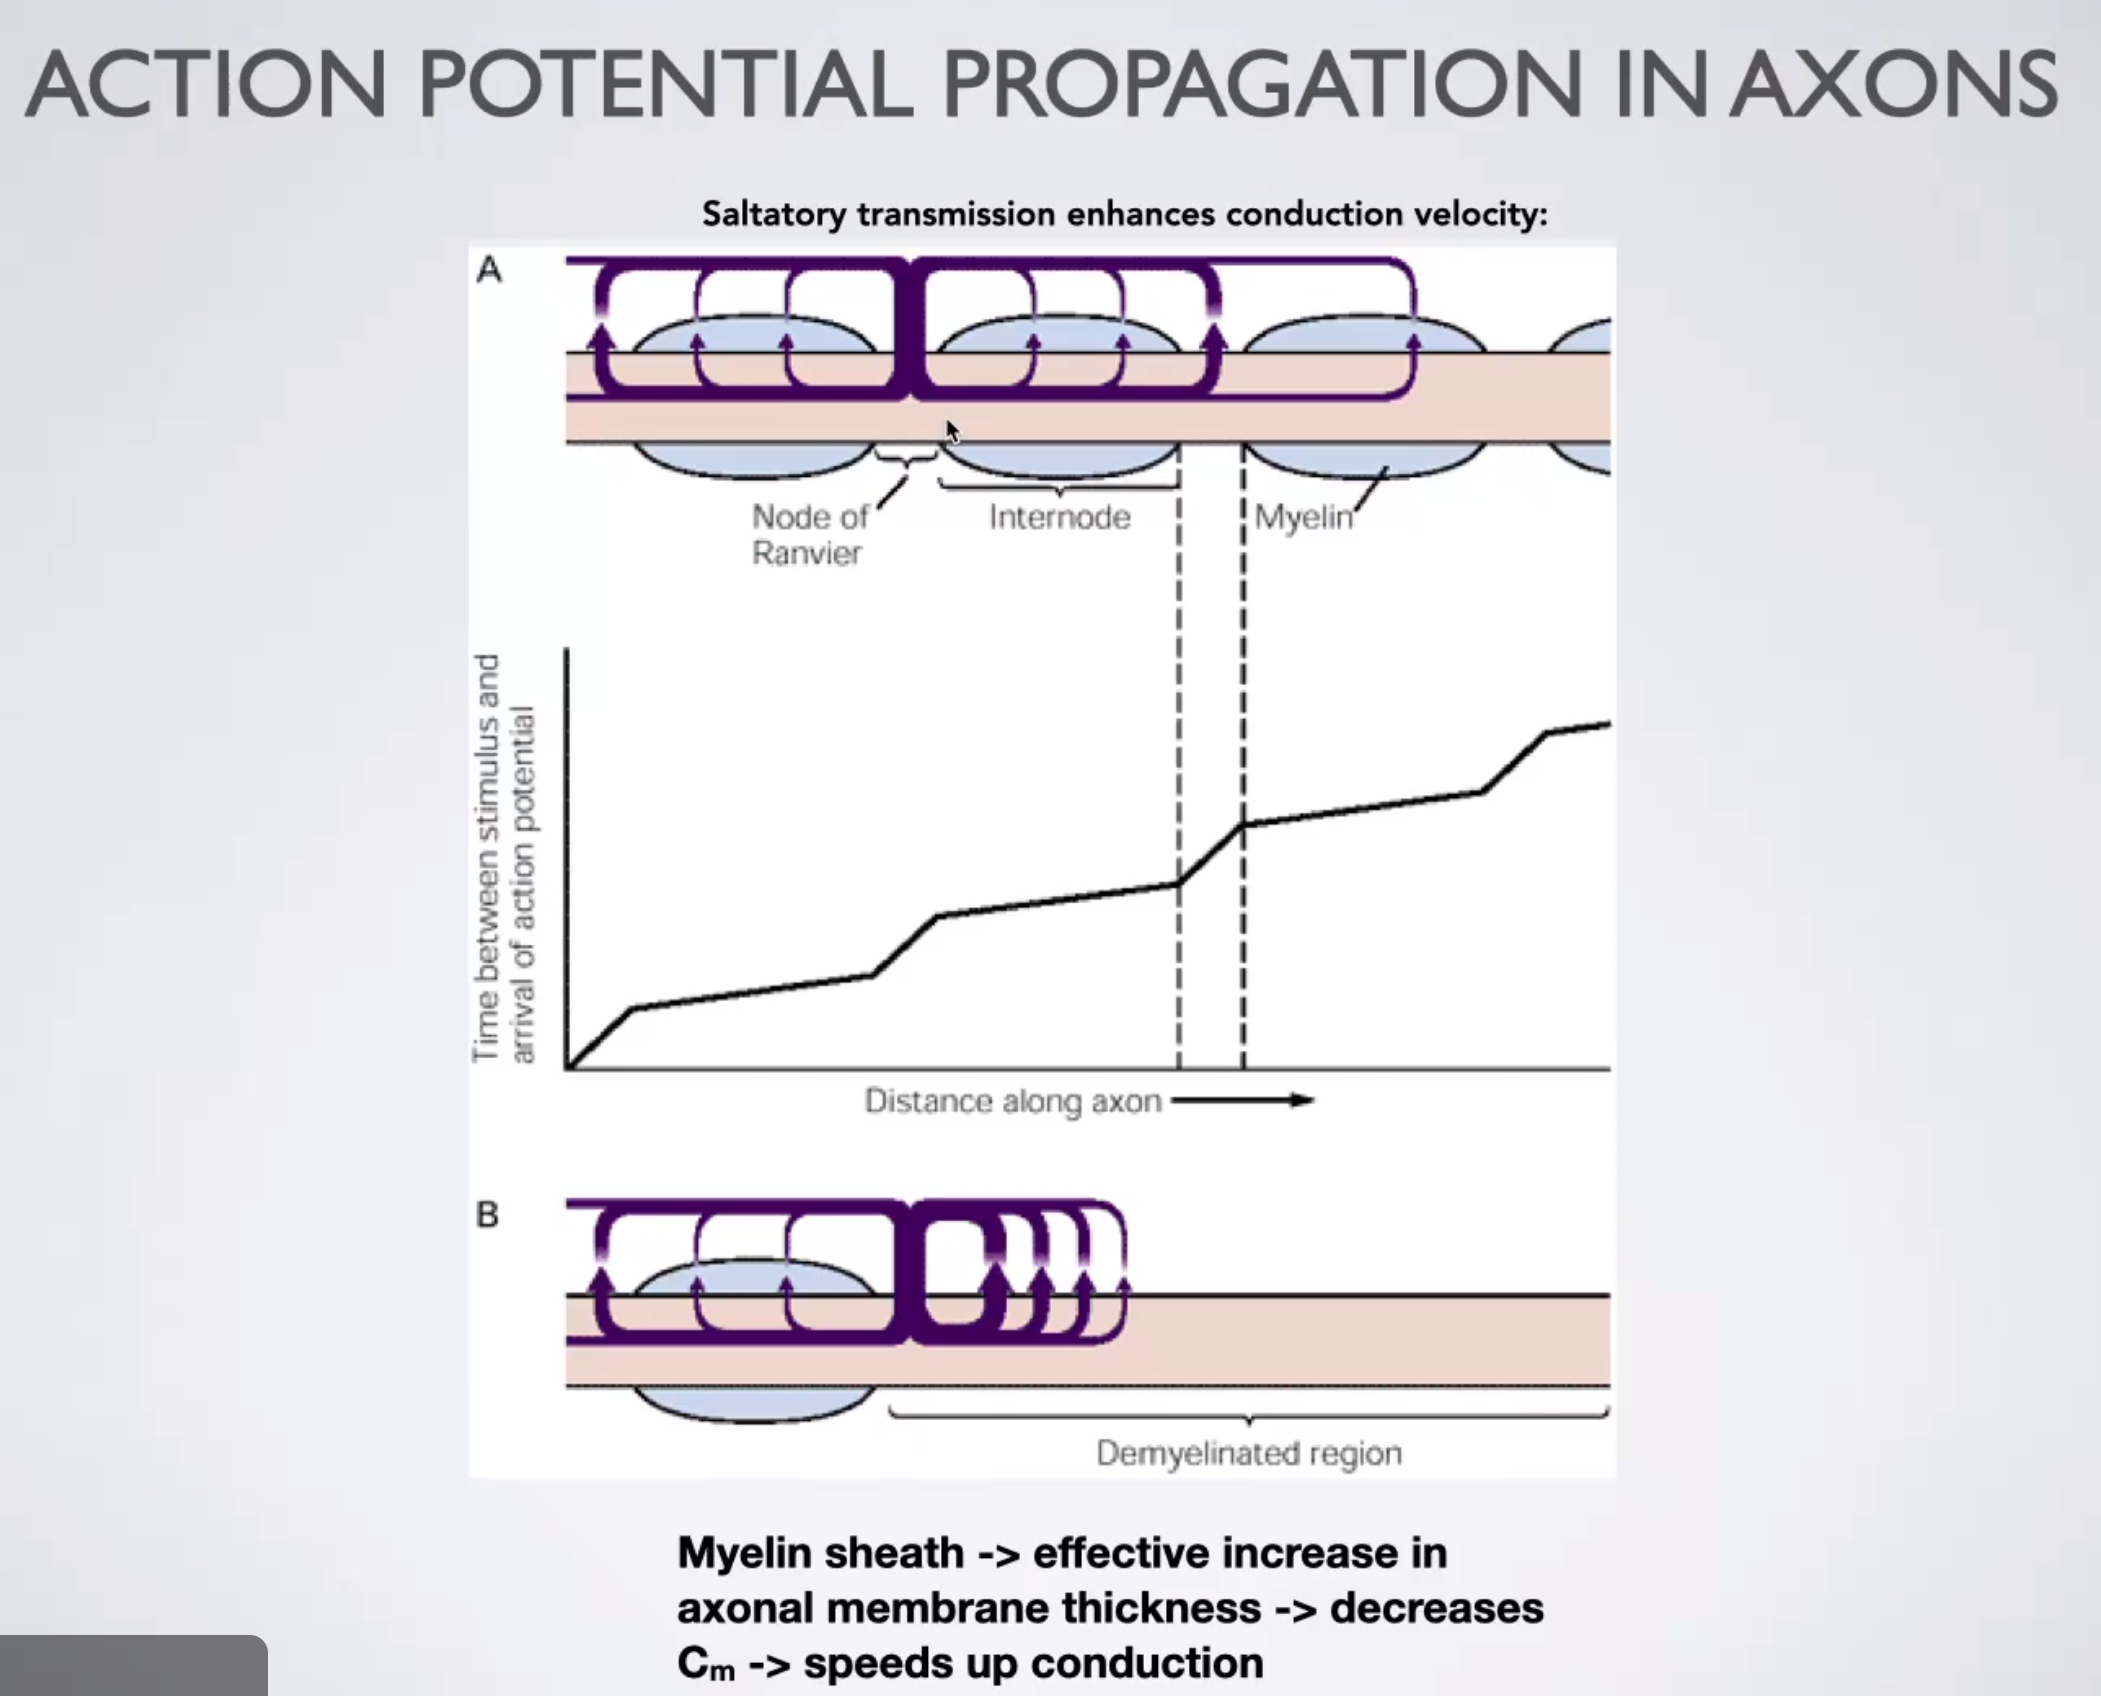 ACTION POTENTIAL PROPAGATION IN AXONS
Saltatory transmission enhances conduction velocity:
A
Node of
Ranvier
Internode
Myelin
Time between stimulus and
arrival of action potential
Distance along axon
B
Demyelinated region
Myelin sheath -> effective increase in
axonal membrane thickness -> decreases
Cm -> speeds up conduction